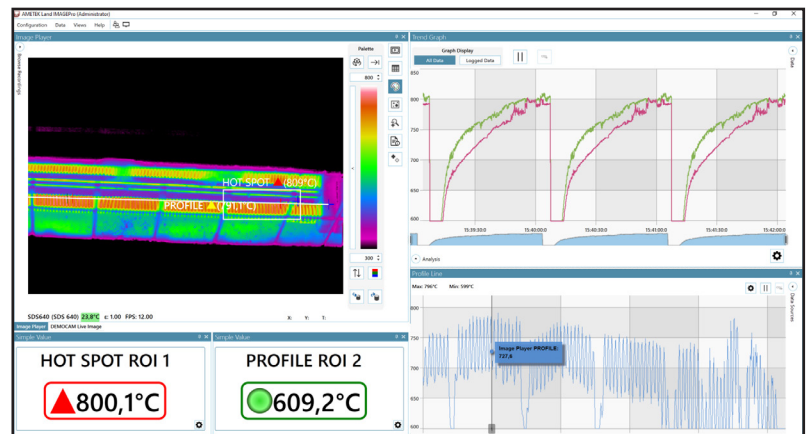 AMETEK Land IMAGEPro (Administrator)
Configuration Data Views Help
Image Player
Browse Recordings
Palette
800
300
HOT SPOT (809°C)
PROFILE
SDS640 (SDS 640) 23,8°C ε: 1.00 FPS: 12.00 X: Y: T:
Image Player DEMOCAM Live Image
Simple Value
HOT SPOT ROI 1
800,1°C
Simple Value
PROFILE ROI 2
609,2°C
Trend Graph
Graph Display
All Data Logged Data
Data
850
800
750
700
650
600
15:39:30.0 15:40:00.0 15:40:30.0 15:41:00.0 15:41:30.0 15:42:00.0
Analysis
Profile Line
Max: 796°C Min: 599°C
Data Sources
800
700
650
600
Image Player PROFILE:
727,8